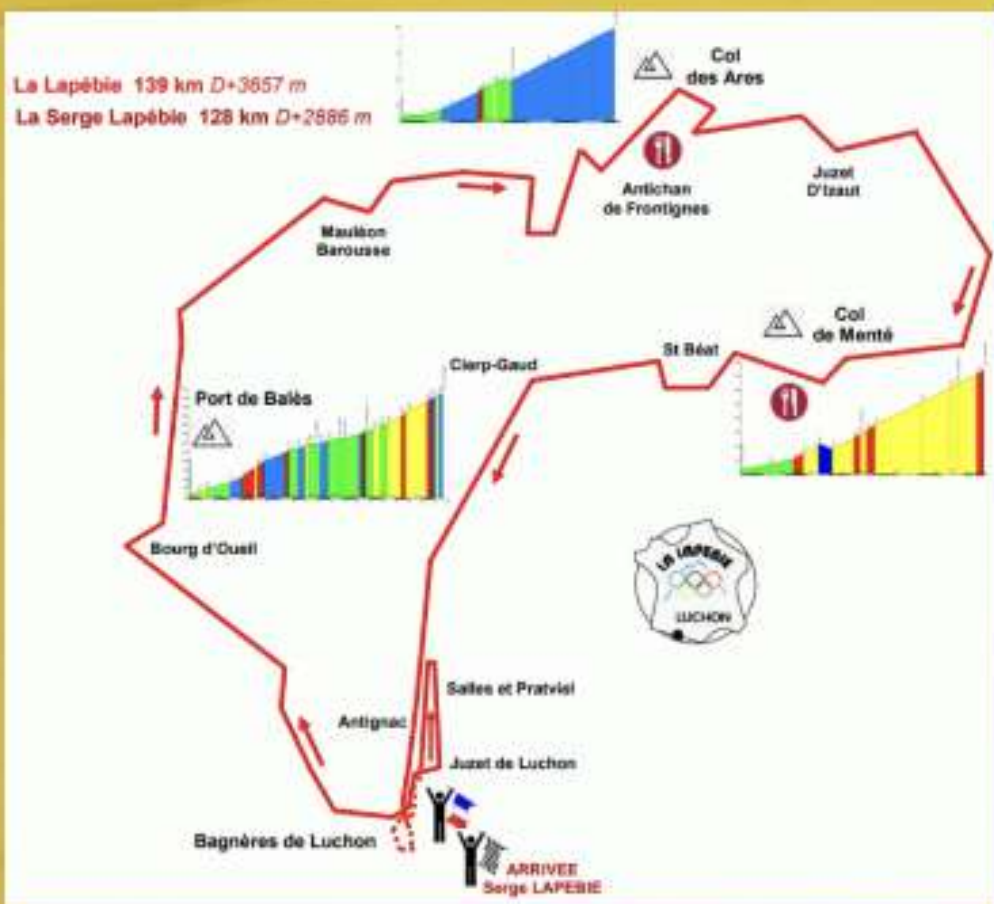 La Lapébie 139 km D+3657 m
La Serge Lapébie 128 km D+2886 m
Col
des Ares
Antichan
de Frontignes
Juzet
D'Izaut
Mauléon
Barousse
Col
de Menté
St Béat
Cierp-Gaud
Port de Balès
Bourg d'Oueil
LA LAPEBIE
LUCHON
Salles et Pratviel
Antignac
Juzet de Luchon
Bagnères de Luchon
ARRIVEE
Serge LAPEBIE